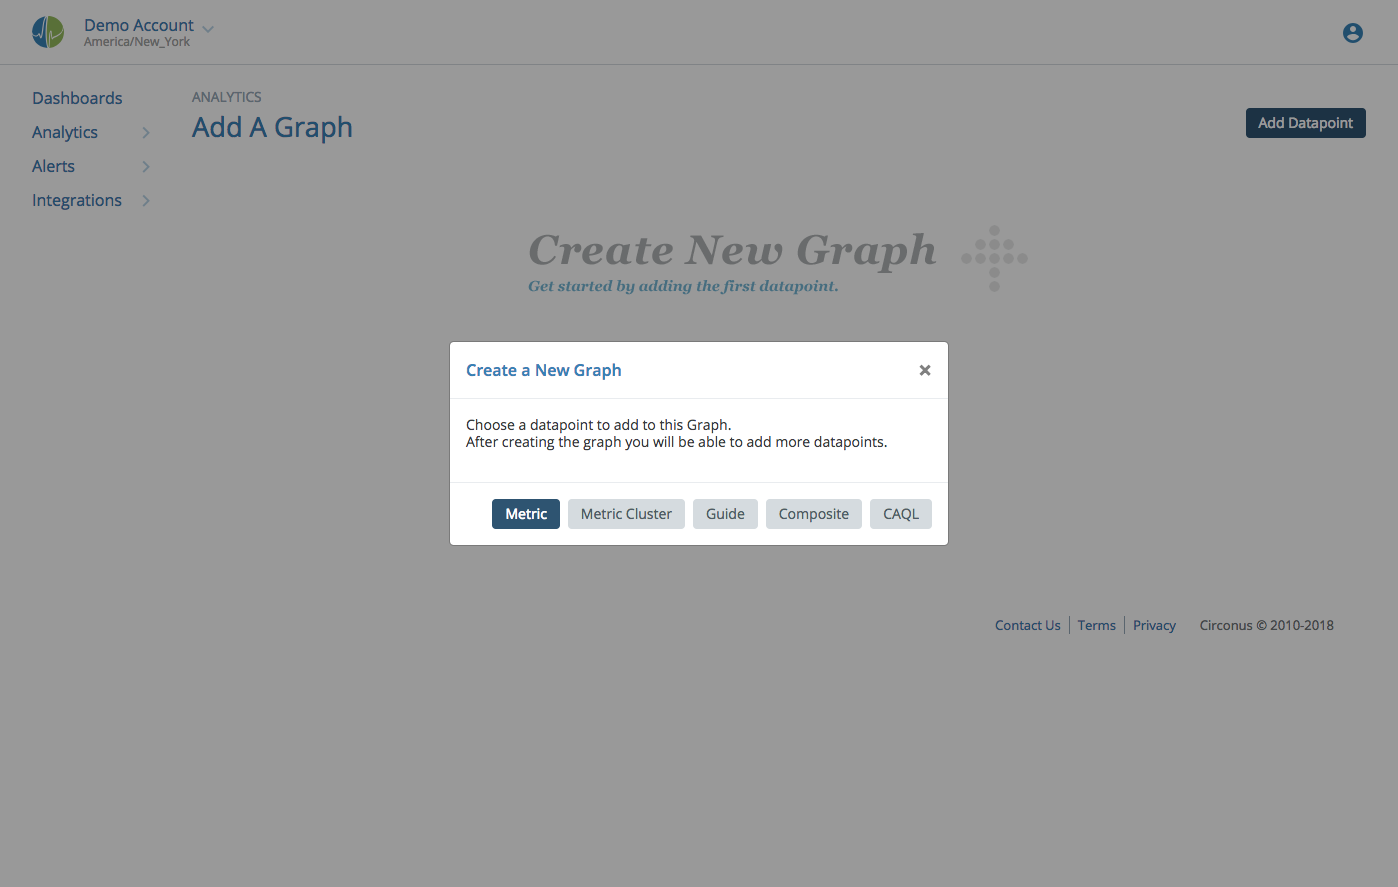 Demo Account
America/New_York
Dashboards
Analytics
Alerts
Integrations
ANALYTICS
Add A Graph
Add Datapoint
Create New Graph
Get started by adding the first datapoint.
Create a New Graph
Choose a datapoint to add to this Graph.
After creating the graph you will be able to add more datapoints.
Metric Metric Cluster Guide Composite CAQL
Contact Us Terms Privacy Circonus © 2010-2018